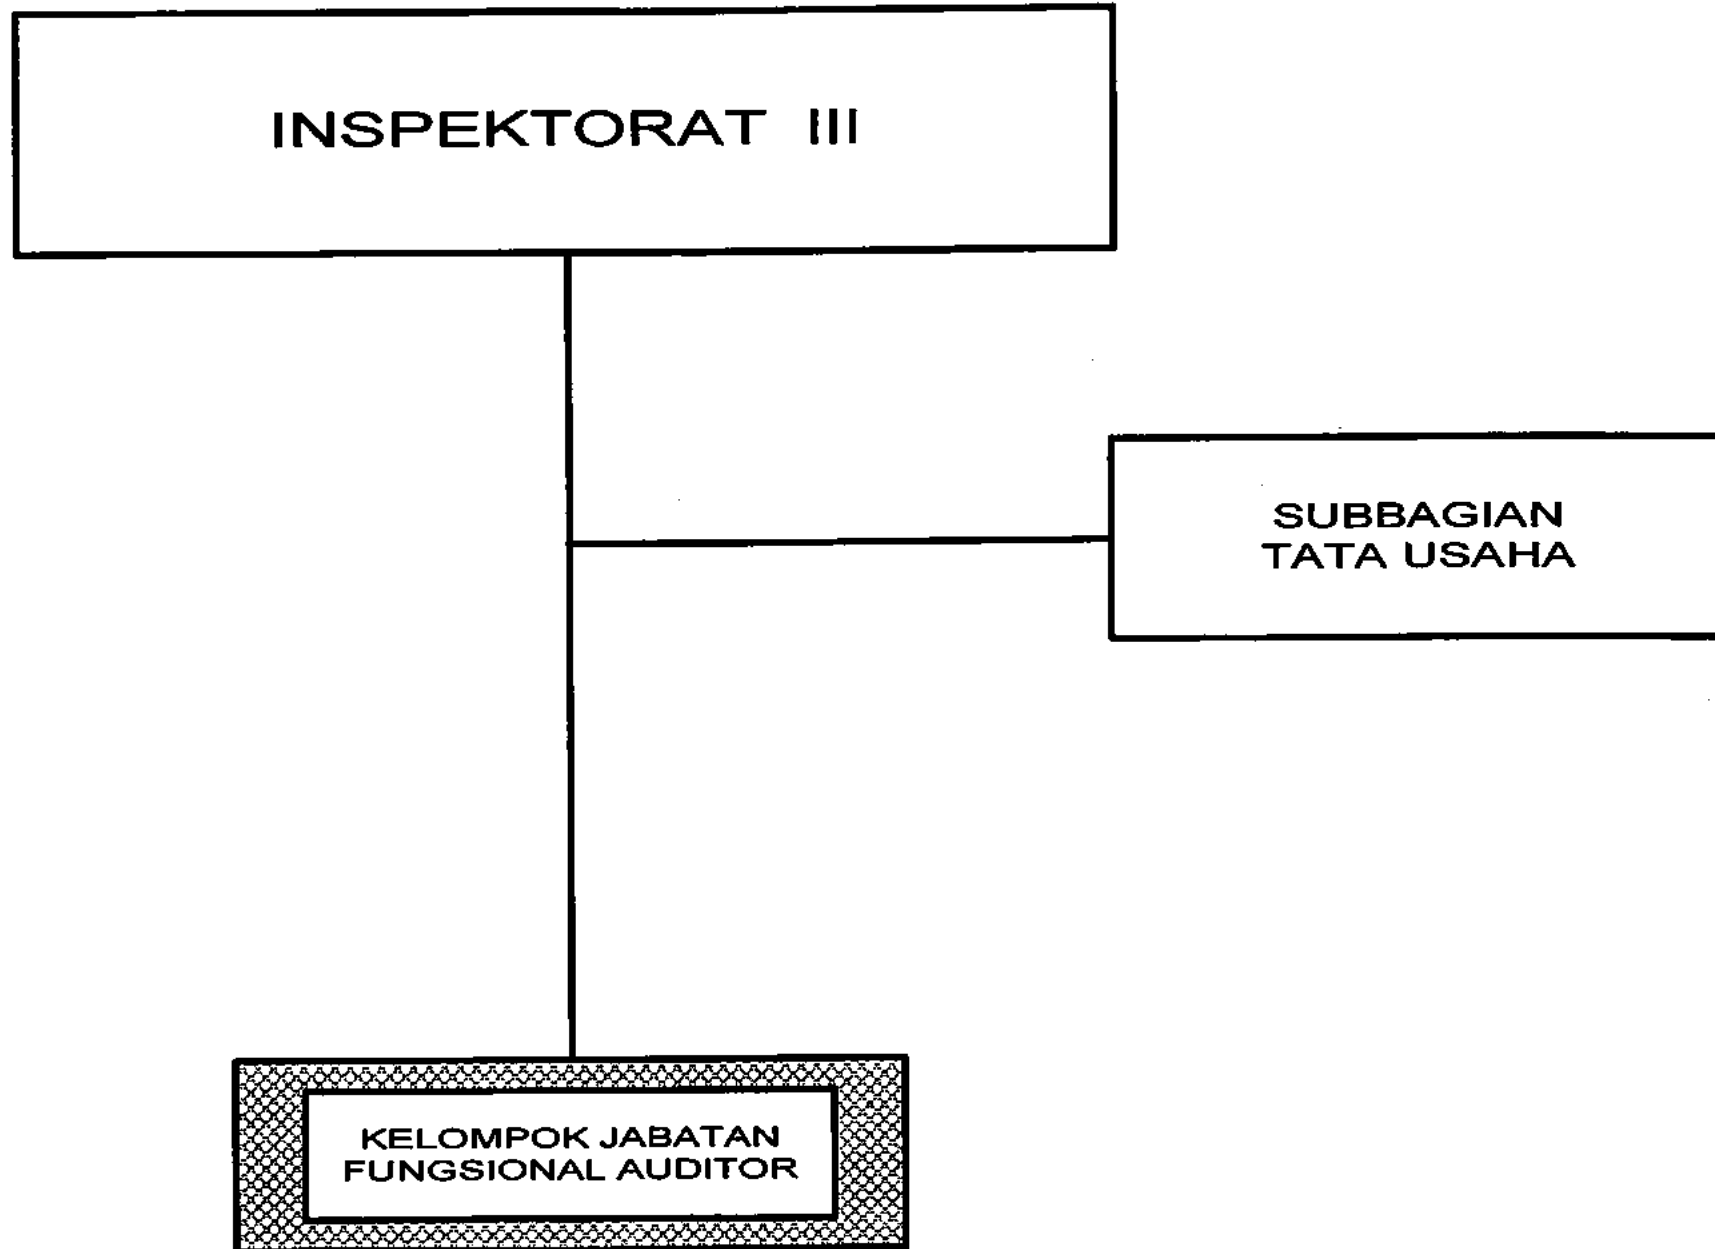 INSPEKTORAT III
SUBBAGIAN
TATA USAHA
KELOMPOK JABATAN
FUNGSIONAL AUDITOR